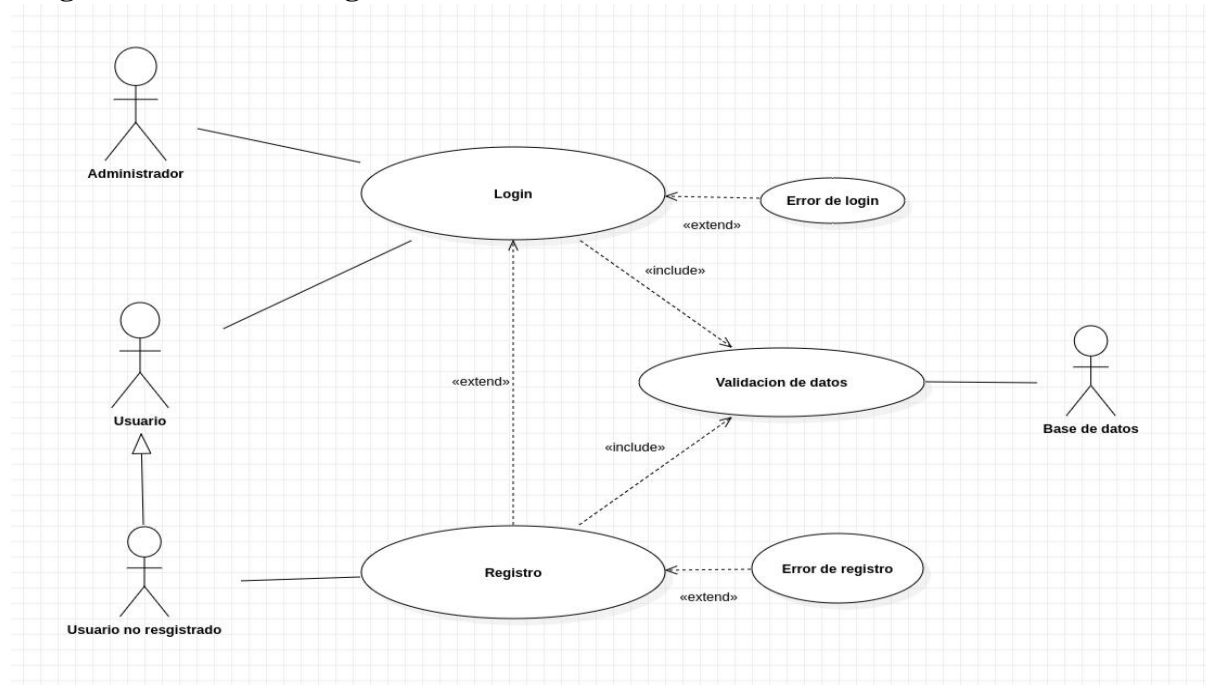 Administrador
Login
Error de login
«extend»
«include»
Usuario
«extend»
Validacion de datos
Base de datos
«include»
Registro
Error de registro
«extend»
Usuario no resgistrado